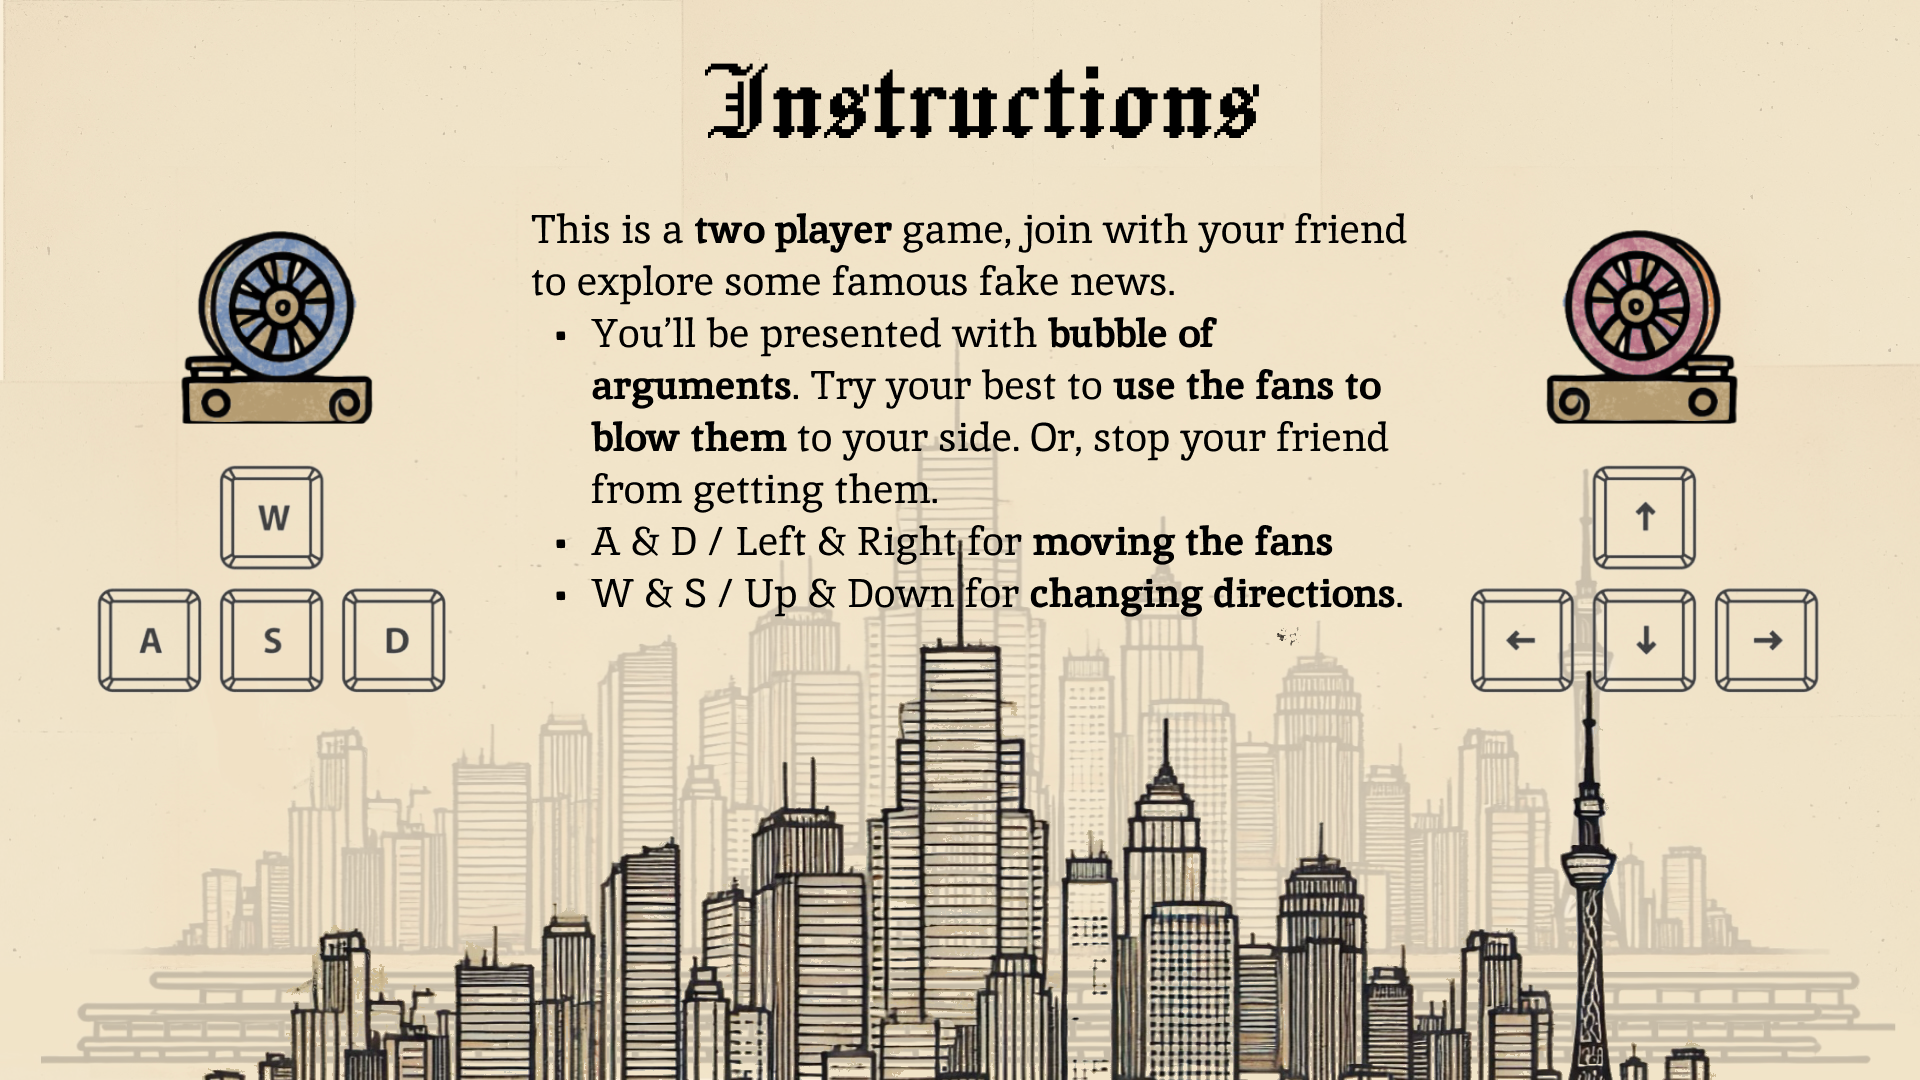 Instructions
This is a two player game, join with your friend
to explore some famous fake news.
▪ You’ll be presented with bubble of
arguments. Try your best to use the fans to
blow them to your side. Or, stop your friend
from getting them.
▪ A & D / Left & Right for moving the fans
▪ W & S / Up & Down for changing directions.
W
A S D
↑
← ↓ →